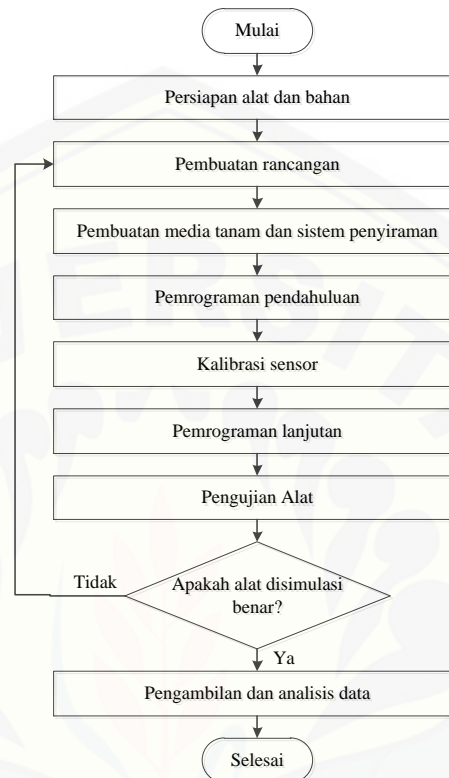 Mulai
Persiapan alat dan bahan
Pembuatan rancangan
Pembuatan media tanam dan sistem penyiraman
Pemrograman pendahuluan
Kalibrasi sensor
Pemrograman lanjutan
Pengujian Alat
Tidak
Apakah alat disimulasi
benar?
Ya
Pengambilan dan analisis data
Selesai